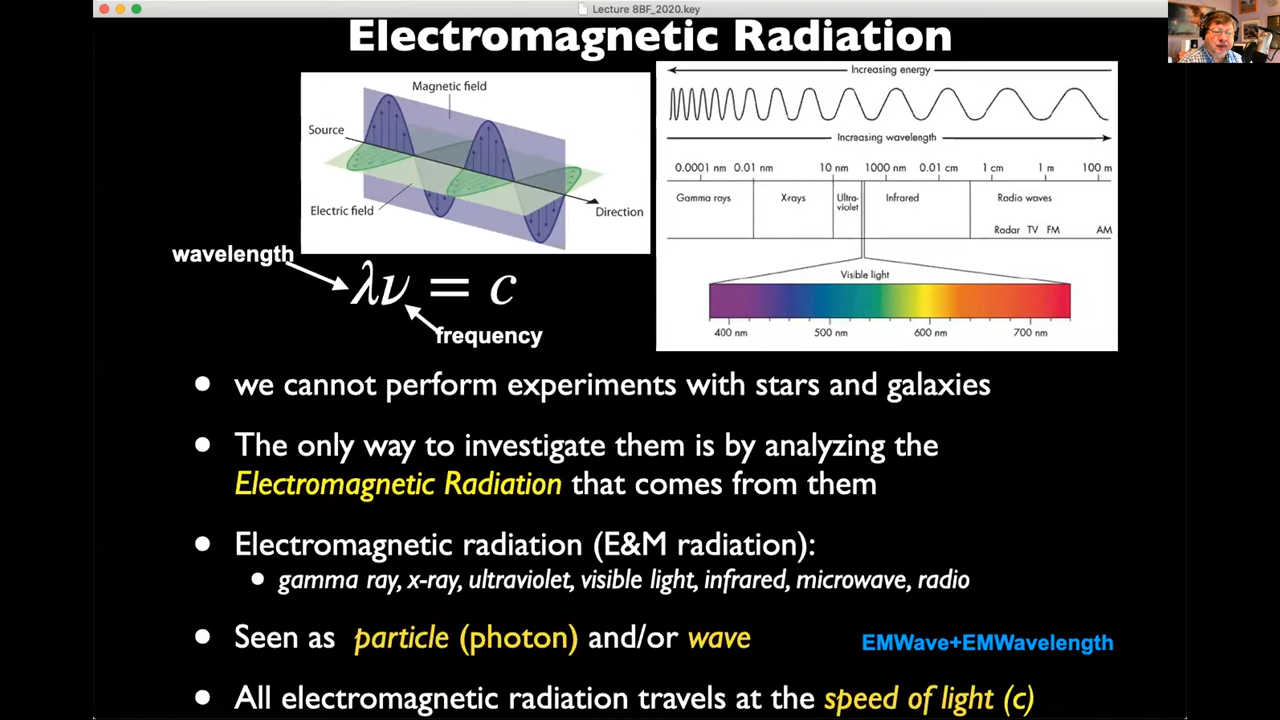 Lecture 8BF_2020.key
Electromagnetic Radiation
Magnetic field
Source
Electric field
Direction
Increasing energy
Increasing wavelength
0.0001 nm 0.01 nm 10 nm 1000 nm 0.01 cm 1 cm 1 m 100 m
Gamma rays X-rays Ultra-
violet Infrared Radio waves
Radar TV FM AM
Visible light
400 nm 500 nm 600 nm 700 nm
wavelength
λν = c
frequency
• we cannot perform experiments with stars and galaxies
• The only way to investigate them is by analyzing the
Electromagnetic Radiation that comes from them
• Electromagnetic radiation (E&M radiation):
• gamma ray, x-ray, ultraviolet, visible light, infrared, microwave, radio
• Seen as particle (photon) and/or wave
EMWave+EMWavelength
• All electromagnetic radiation travels at the speed of light (c)